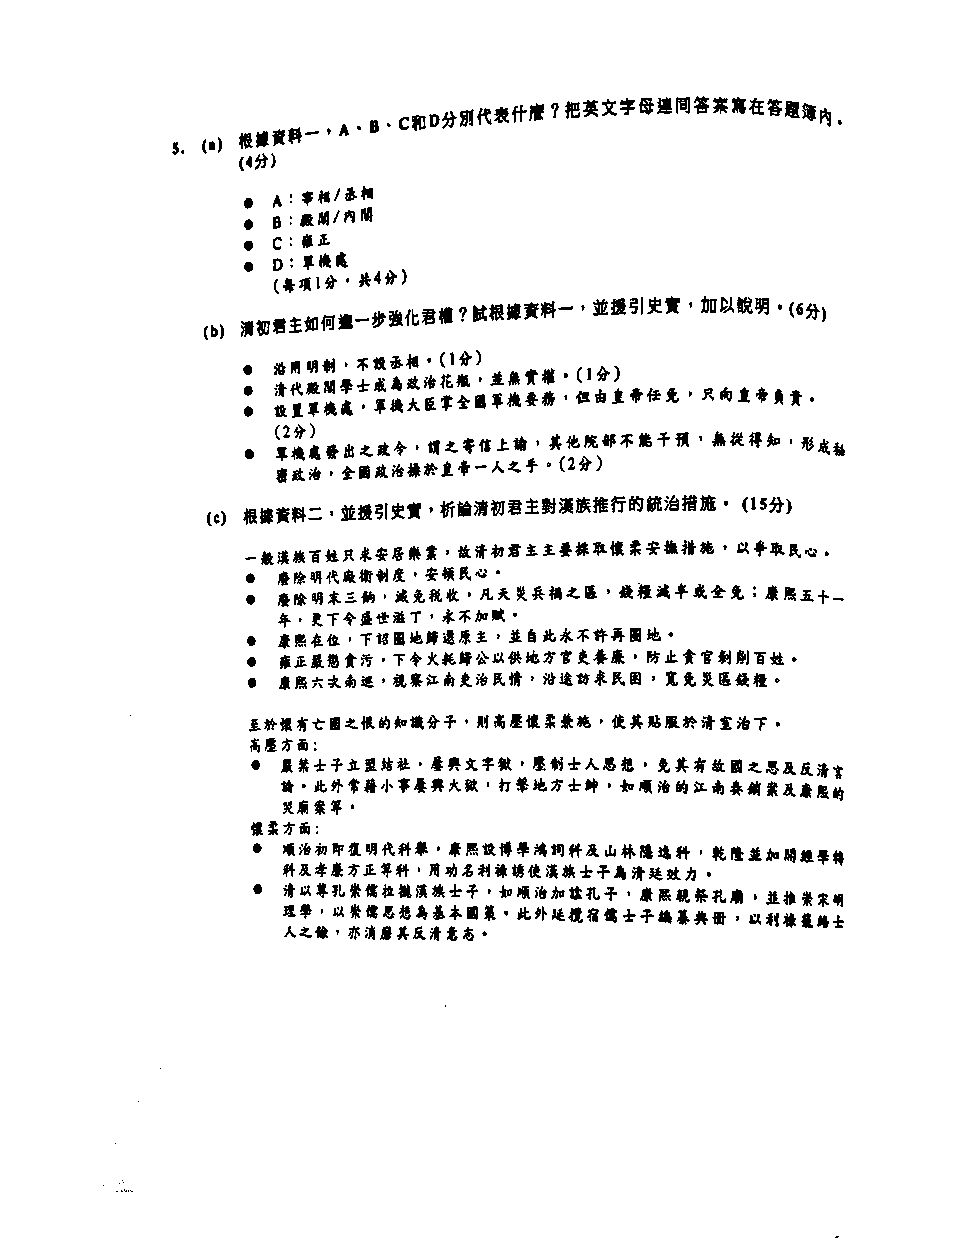 5. (a) 根據資料一，A、B、C和D分別代表什麼？把英文字母連同答案寫在答題簿內。
(4分)
● A：宰相/丞相
● B：殿閣/內閣
● C：雍正
● D：軍機處
(每項1分，共4分)
(b) 清初君主如何進一步強化君權？試根據資料一，並援引史實，加以說明。(6分)
● 沿用明制，不設丞相。(1分)
● 清代殿閣學士成為政治花瓶，並無實權。(1分)
● 設置軍機處，軍機大臣掌全國軍機要務，但由皇帝任免，只向皇帝負責。
(2分)
● 軍機處發出之政令，謂之寄信上諭，其他院部不能干預，無從得知，形成秘
密政治，全國政治操於皇帝一人之手。(2分)
(c) 根據資料二，並援引史實，析論清初君主對漢族推行的統治措施。 (15分)
一般漢族百姓只求安居樂業，故清初君主主要採取懷柔安撫措施，以爭取民心。
● 廢除明代廠衛制度，安頓民心。
● 廢除明末三餉，減免稅收，凡天災兵禍之區，錢糧減半或全免；康熙五十一
年，更下令盛世滋丁，永不加賦。
● 康熙在位，下詔圈地歸還原主，並自此永不許再圈地。
● 雍正嚴懲貪污，下令火耗歸公以供地方官吏養廉，防止貪官剝削百姓。
● 康熙六次南巡，視察江南吏治民情，沿途訪求民困，寬免災區錢糧。
至於懷有亡國之恨的知識分子，則高壓懷柔兼施，使其貼服於清室治下。
高壓方面：
● 嚴禁士子立盟結社，屢興文字獄，壓制士人思想，免其有故國之思及反清言
論。此外常藉小事屢興大獄，打擊地方士紳，如順治的江南奏銷案及康熙的
哭廟案等。
懷柔方面：
● 順治初即復明代科舉，康熙設博學鴻詞科及山林隱逸科，乾隆並加開經學特
科及孝廉方正等科，用功名利祿誘使漢族士子為清廷效力。
● 清以尊孔崇儒拉攏漢族士子，如順治加諡孔子，康熙親祭孔廟，並推崇宋明
理學，以崇儒思想為基本國策。此外延攬宿儒士子編纂典冊，以利祿籠絡士
人之餘，亦消磨其反清意志。